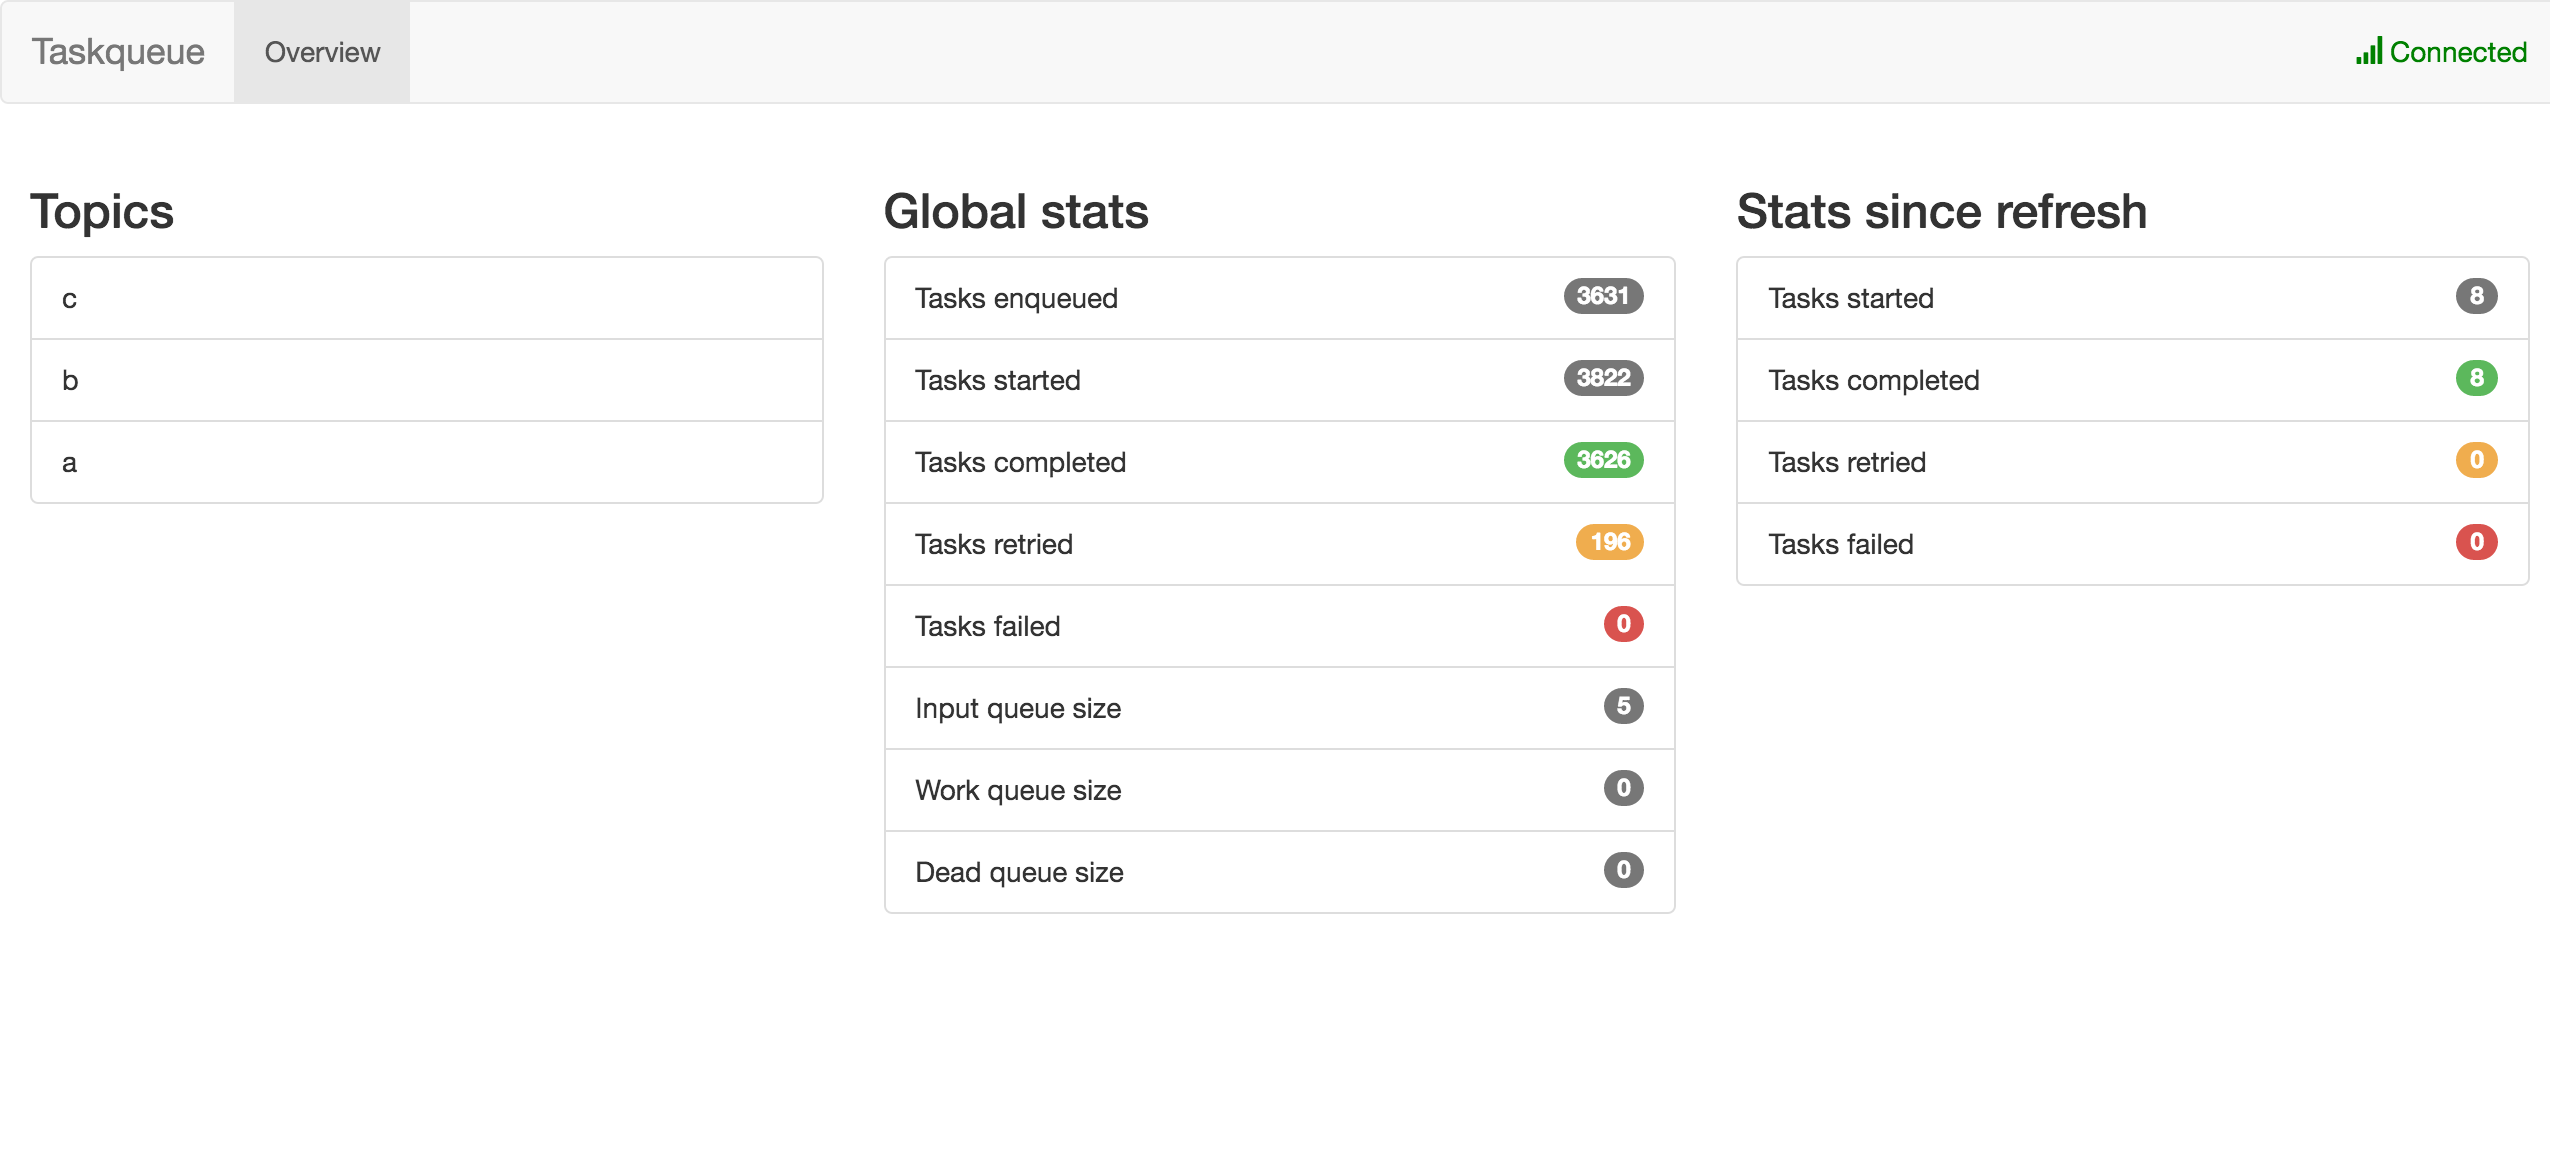 Taskqueue
Overview
Connected
Topics
c
b
a
Global stats
Tasks enqueued 3631
Tasks started 3822
Tasks completed 3626
Tasks retried 196
Tasks failed 0
Input queue size 5
Work queue size 0
Dead queue size 0
Stats since refresh
Tasks started 8
Tasks completed 8
Tasks retried 0
Tasks failed 0